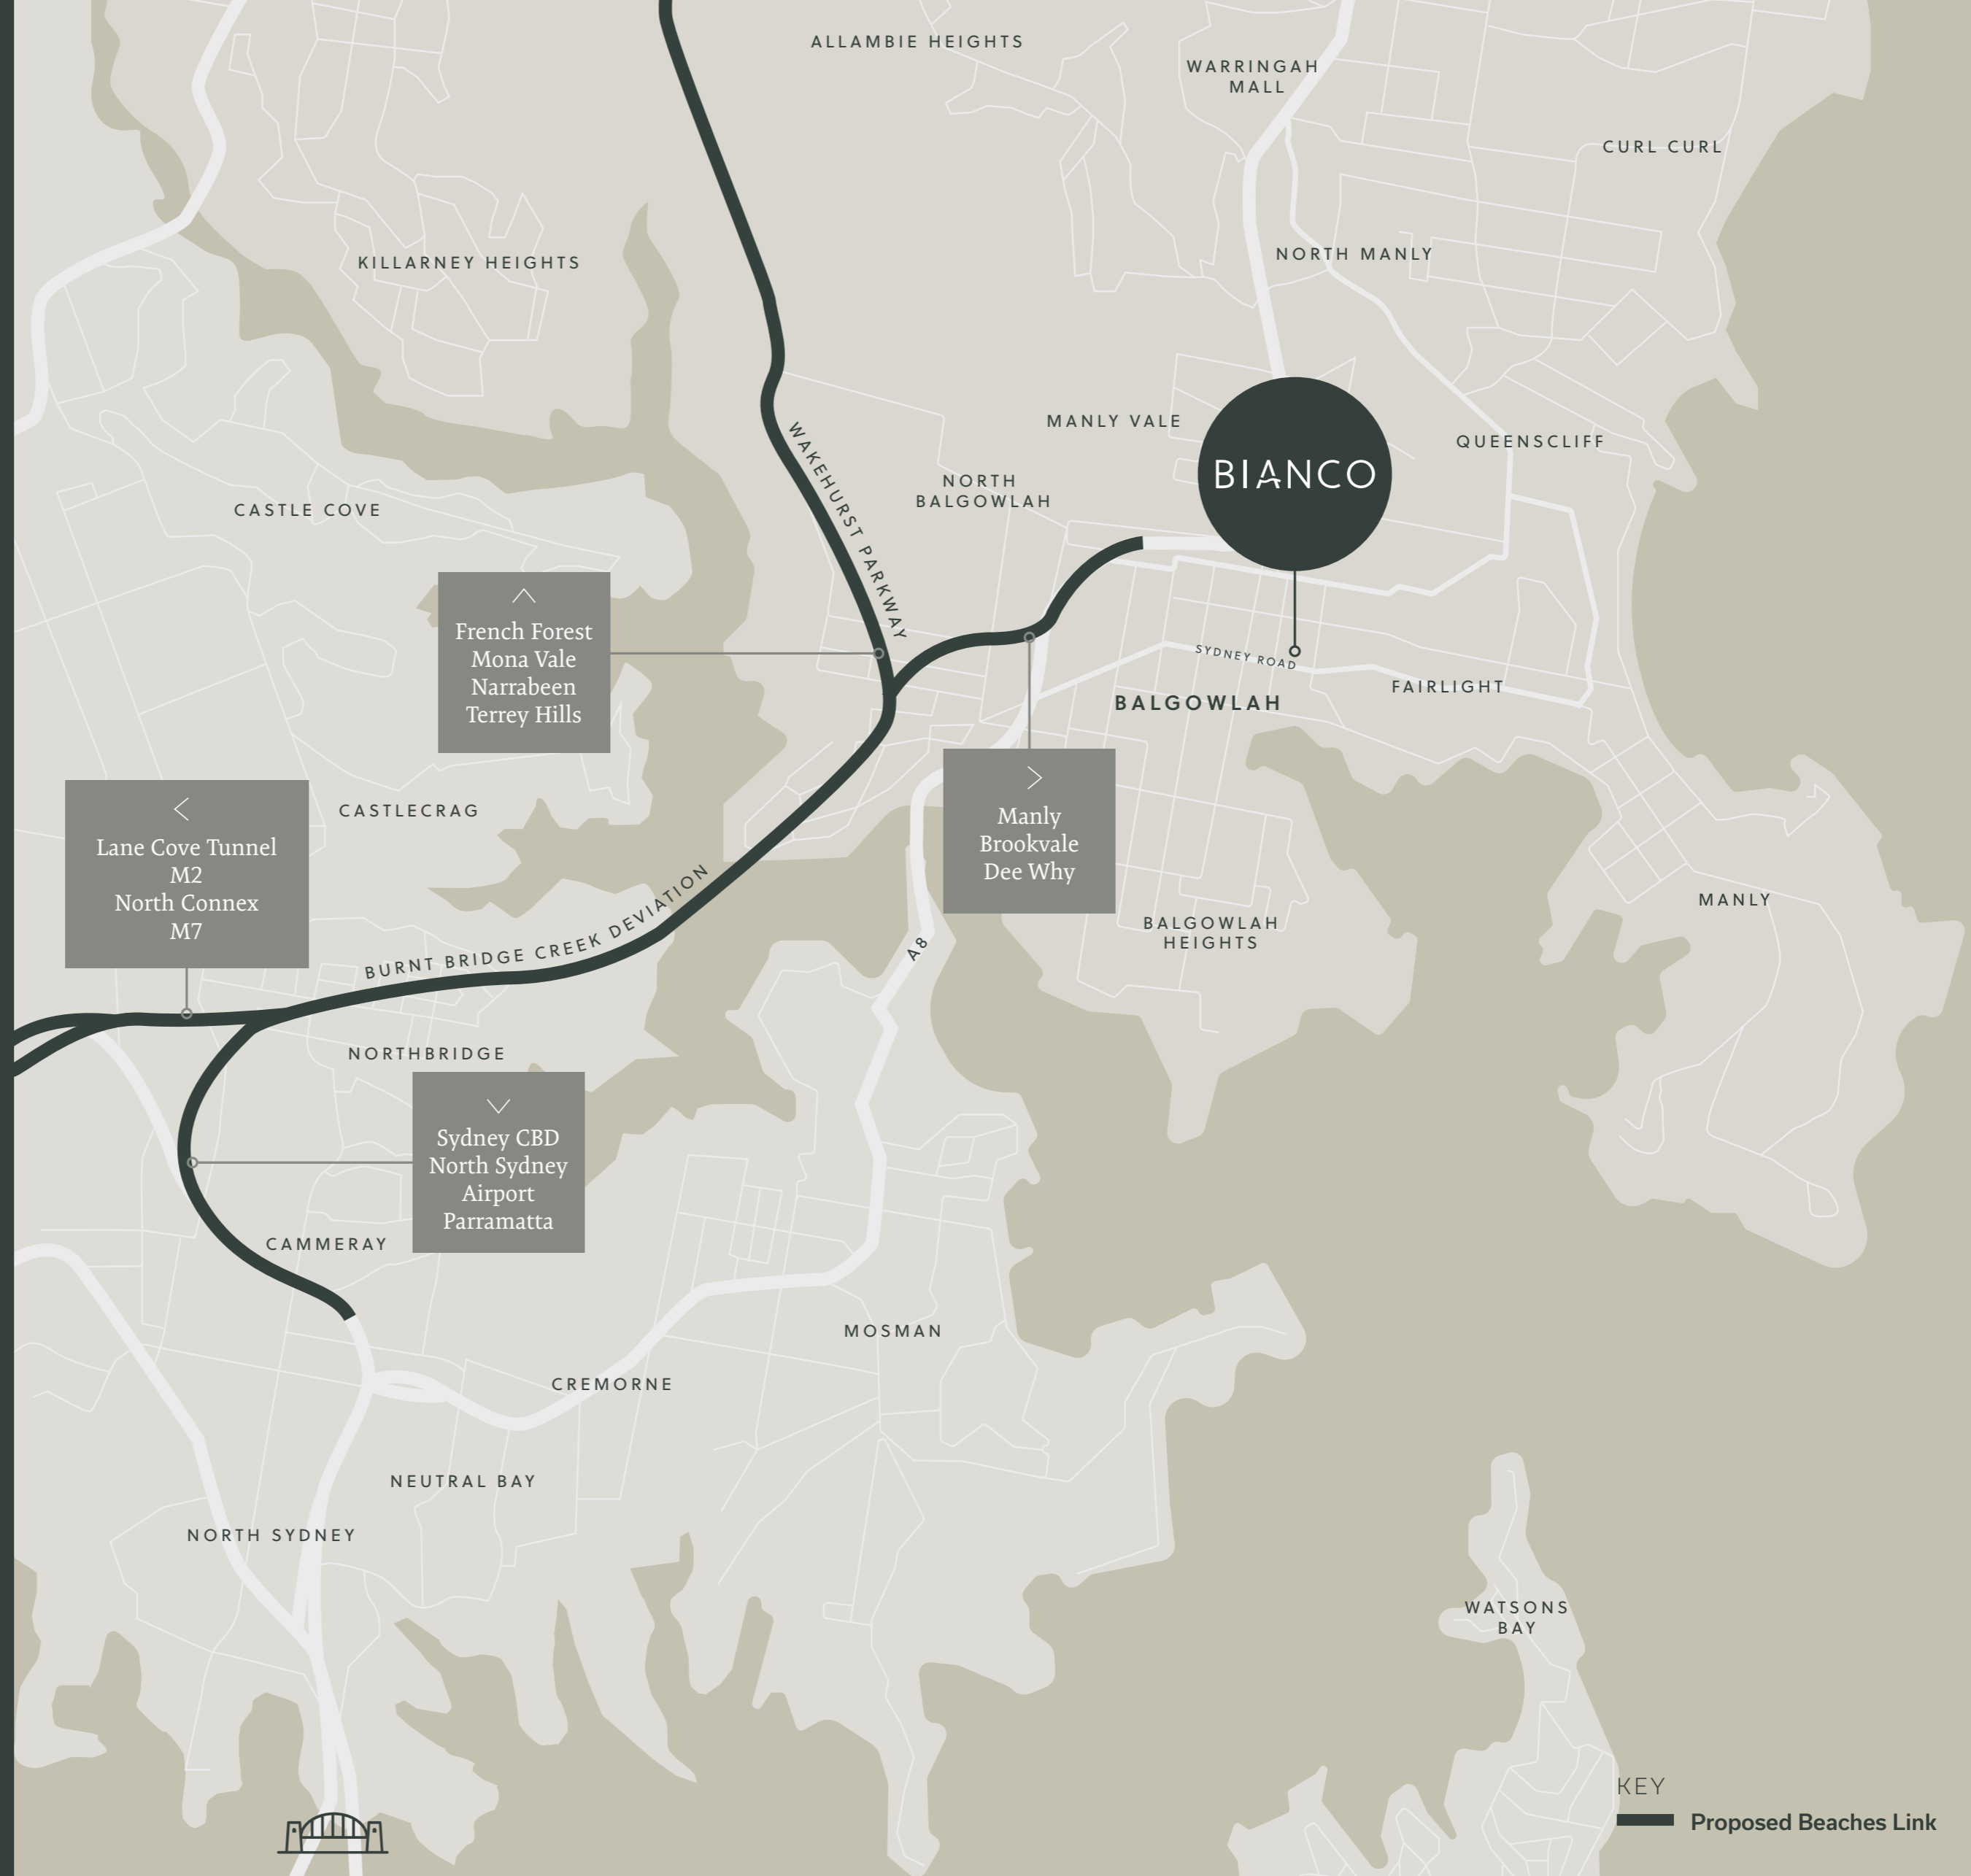 ALLAMBIE HEIGHTS
WARRINGAH
MALL
CURL CURL
KILLARNEY HEIGHTS
NORTH MANLY
MANLY VALE
QUEENSCLIFF
BIANCO
NORTH
BALGOWLAH
CASTLE COVE
WAKEHURST PARKWAY
French Forest
Mona Vale
Narrabeen
Terrey Hills
SYDNEY ROAD
FAIRLIGHT
BALGOWLAH
CASTLECRAG
Lane Cove Tunnel
M2
North Connex
M7
Manly
Brookvale
Dee Why
MANLY
BALGOWLAH
HEIGHTS
BURNT BRIDGE CREEK DEVIATION
A8
NORTHBRIDGE
Sydney CBD
North Sydney
Airport
Parramatta
CAMMERAY
MOSMAN
CREMORNE
NEUTRAL BAY
NORTH SYDNEY
WATSONS
BAY
KEY
Proposed Beaches Link